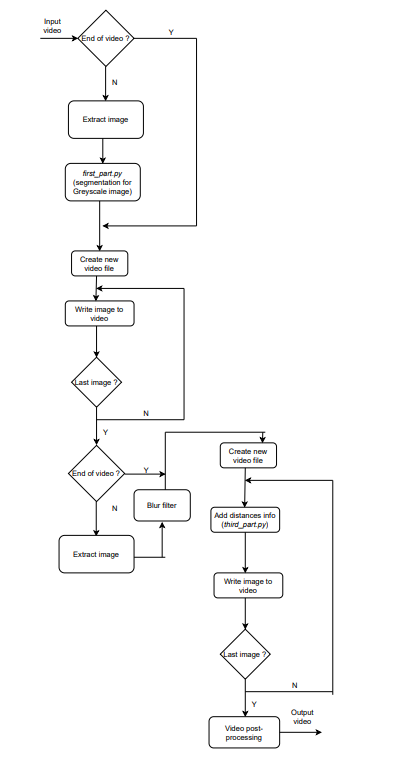 Input
video
End of video ?
Y
N
Extract image
first_part.py
(segmentation for
Greyscale image)
Create new
video file
Write image to
video
Last image ?
N
Y
End of video ?
Y
N
Blur filter
Extract image
Create new
video file
Add distances info
(third_part.py)
Write image to
video
Last image ?
N
Y
Output
video
Video post-
processing